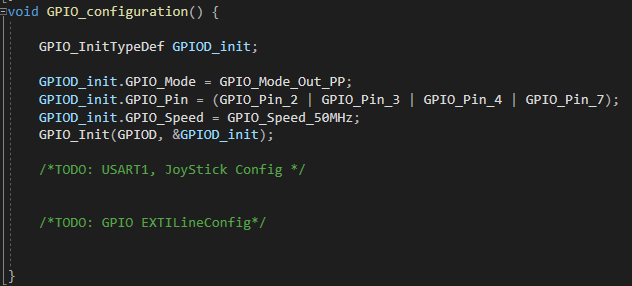 void GPIO_configuration() {
GPIO_InitTypeDef GPIOD_init;
GPIOD_init.GPIO_Mode = GPIO_Mode_Out_PP;
GPIOD_init.GPIO_Pin = (GPIO_Pin_2 | GPIO_Pin_3 | GPIO_Pin_4 | GPIO_Pin_7);
GPIOD_init.GPIO_Speed = GPIO_Speed_50MHz;
GPIO_Init(GPIOD, &GPIOD_init);
/*TODO: USART1, JoyStick Config */
/*TODO: GPIO EXTILineConfig*/
}